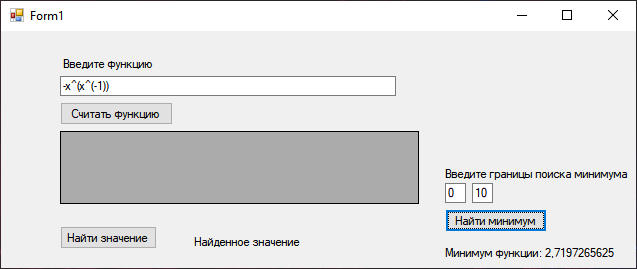 Form1
Введите функцию
-x^(x^(-1))
Считать функцию
Введите границы поиска минимума
0 10
Найти минимум
Найти значение
Найденное значение
Минимум функции: 2,7197265625